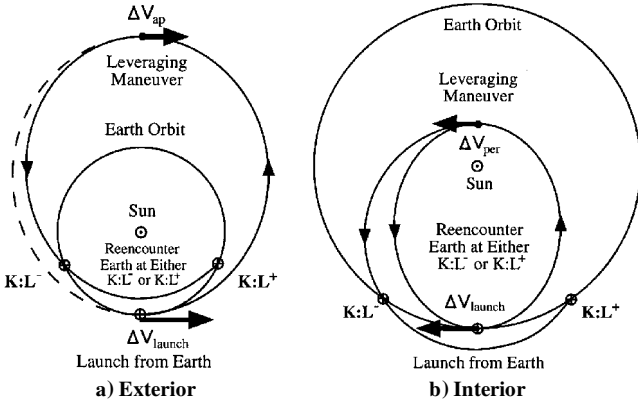 ΔV_ap
Leveraging
Maneuver
Earth Orbit
Sun
Reencounter
Earth at Either
K:L⁻ or K:L⁺
K:L⁻
K:L⁺
ΔV_launch
Launch from Earth
a) Exterior
Earth Orbit
Leveraging
Maneuver
ΔV_per
Sun
Reencounter
Earth at Either
K:L⁻ or K:L⁺
ΔV_launch
K:L⁻
K:L⁺
Launch from Earth
b) Interior